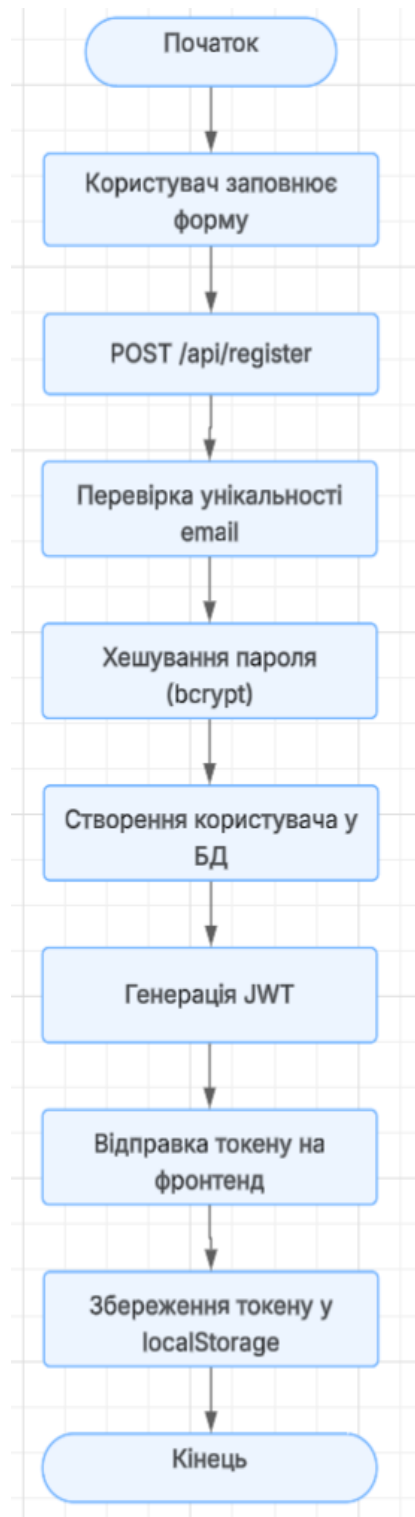 Початок
Користувач заповнює
форму
POST /api/register
Перевірка унікальності
email
Хешування пароля
(bcrypt)
Створення користувача у
БД
Генерація JWT
Відправка токену на
фронтенд
Збереження токену у
localStorage
Кінець